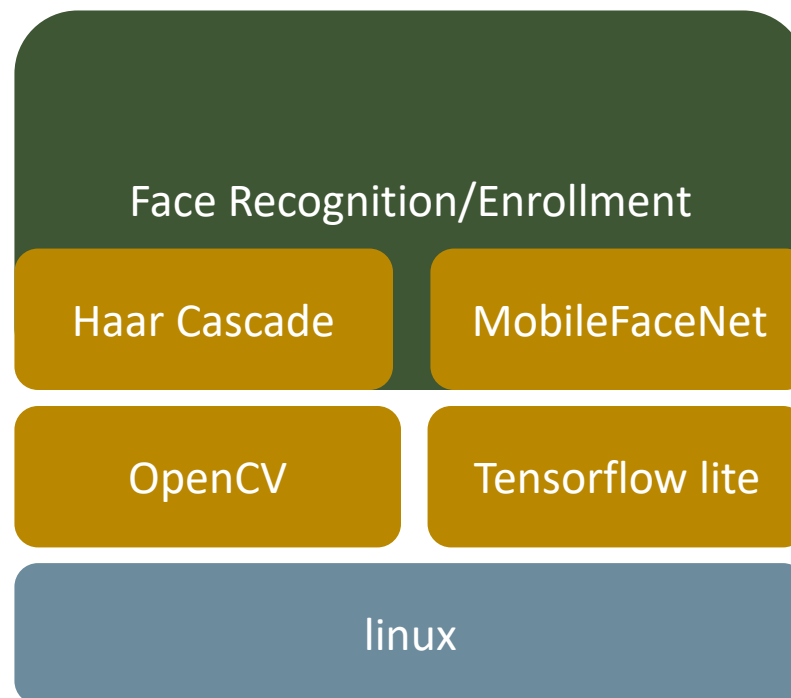 Face Recognition/Enrollment
Haar Cascade
MobileFaceNet
OpenCV
Tensorflow lite
linux